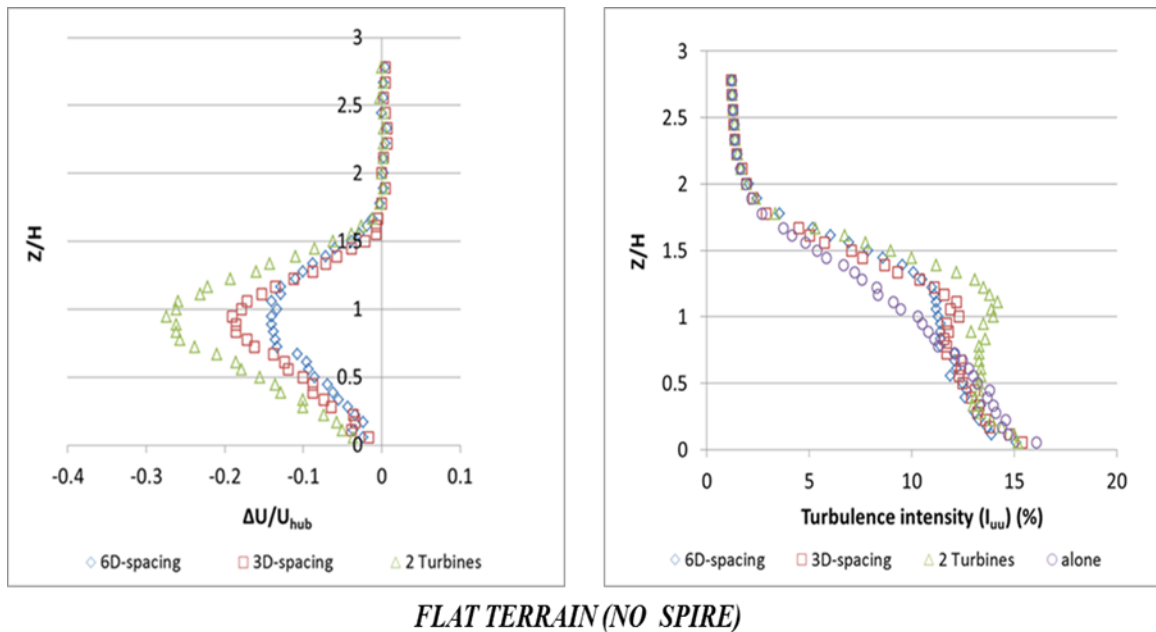 3
2.5
2
1.5
1
0.5
0
Z/H
-0.4 -0.3 -0.2 -0.1 0 0.1
ΔU/Uhub
6D-spacing 3D-spacing 2 Turbines
3
2.5
2
1.5
1
0.5
0
Z/H
0 5 10 15 20
Turbulence intensity (Iuu) (%)
6D-spacing 3D-spacing 2 Turbines alone
FLAT TERRAIN (NO SPIRE)